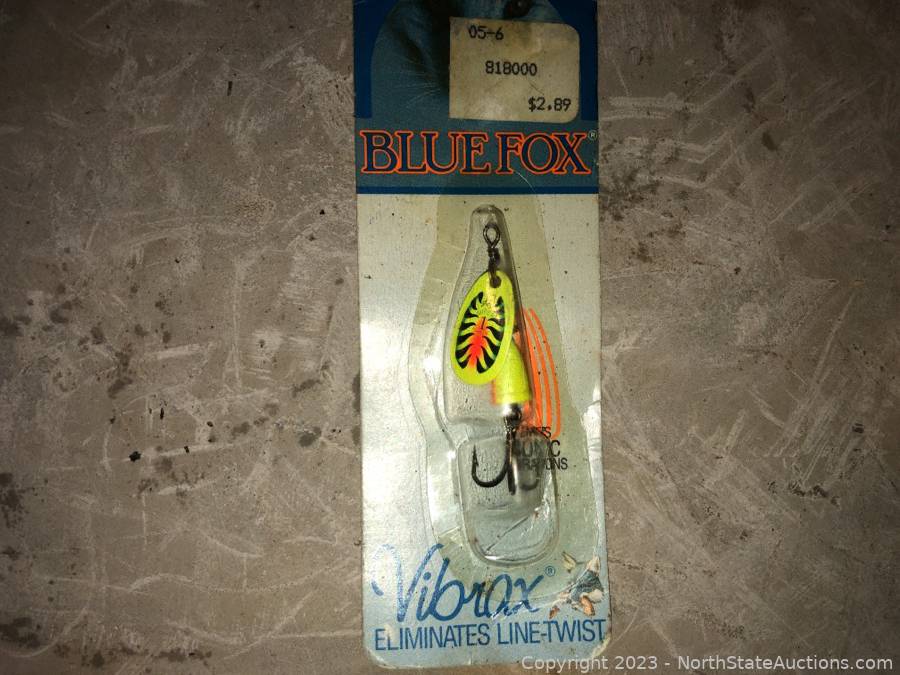 05-6
818000
$2.89
BLUE FOX®
Vibrax®
ELIMINATES LINE-TWIST
Copyright 2023 - NorthStateAuctions.com